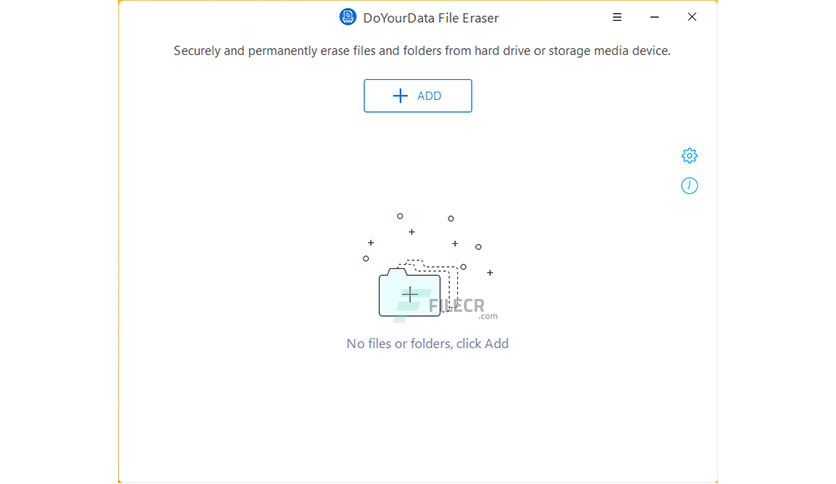 DoYourData File Eraser
Securely and permanently erase files and folders from hard drive or storage media device.
ADD
FILECR
.com
No files or folders, click Add